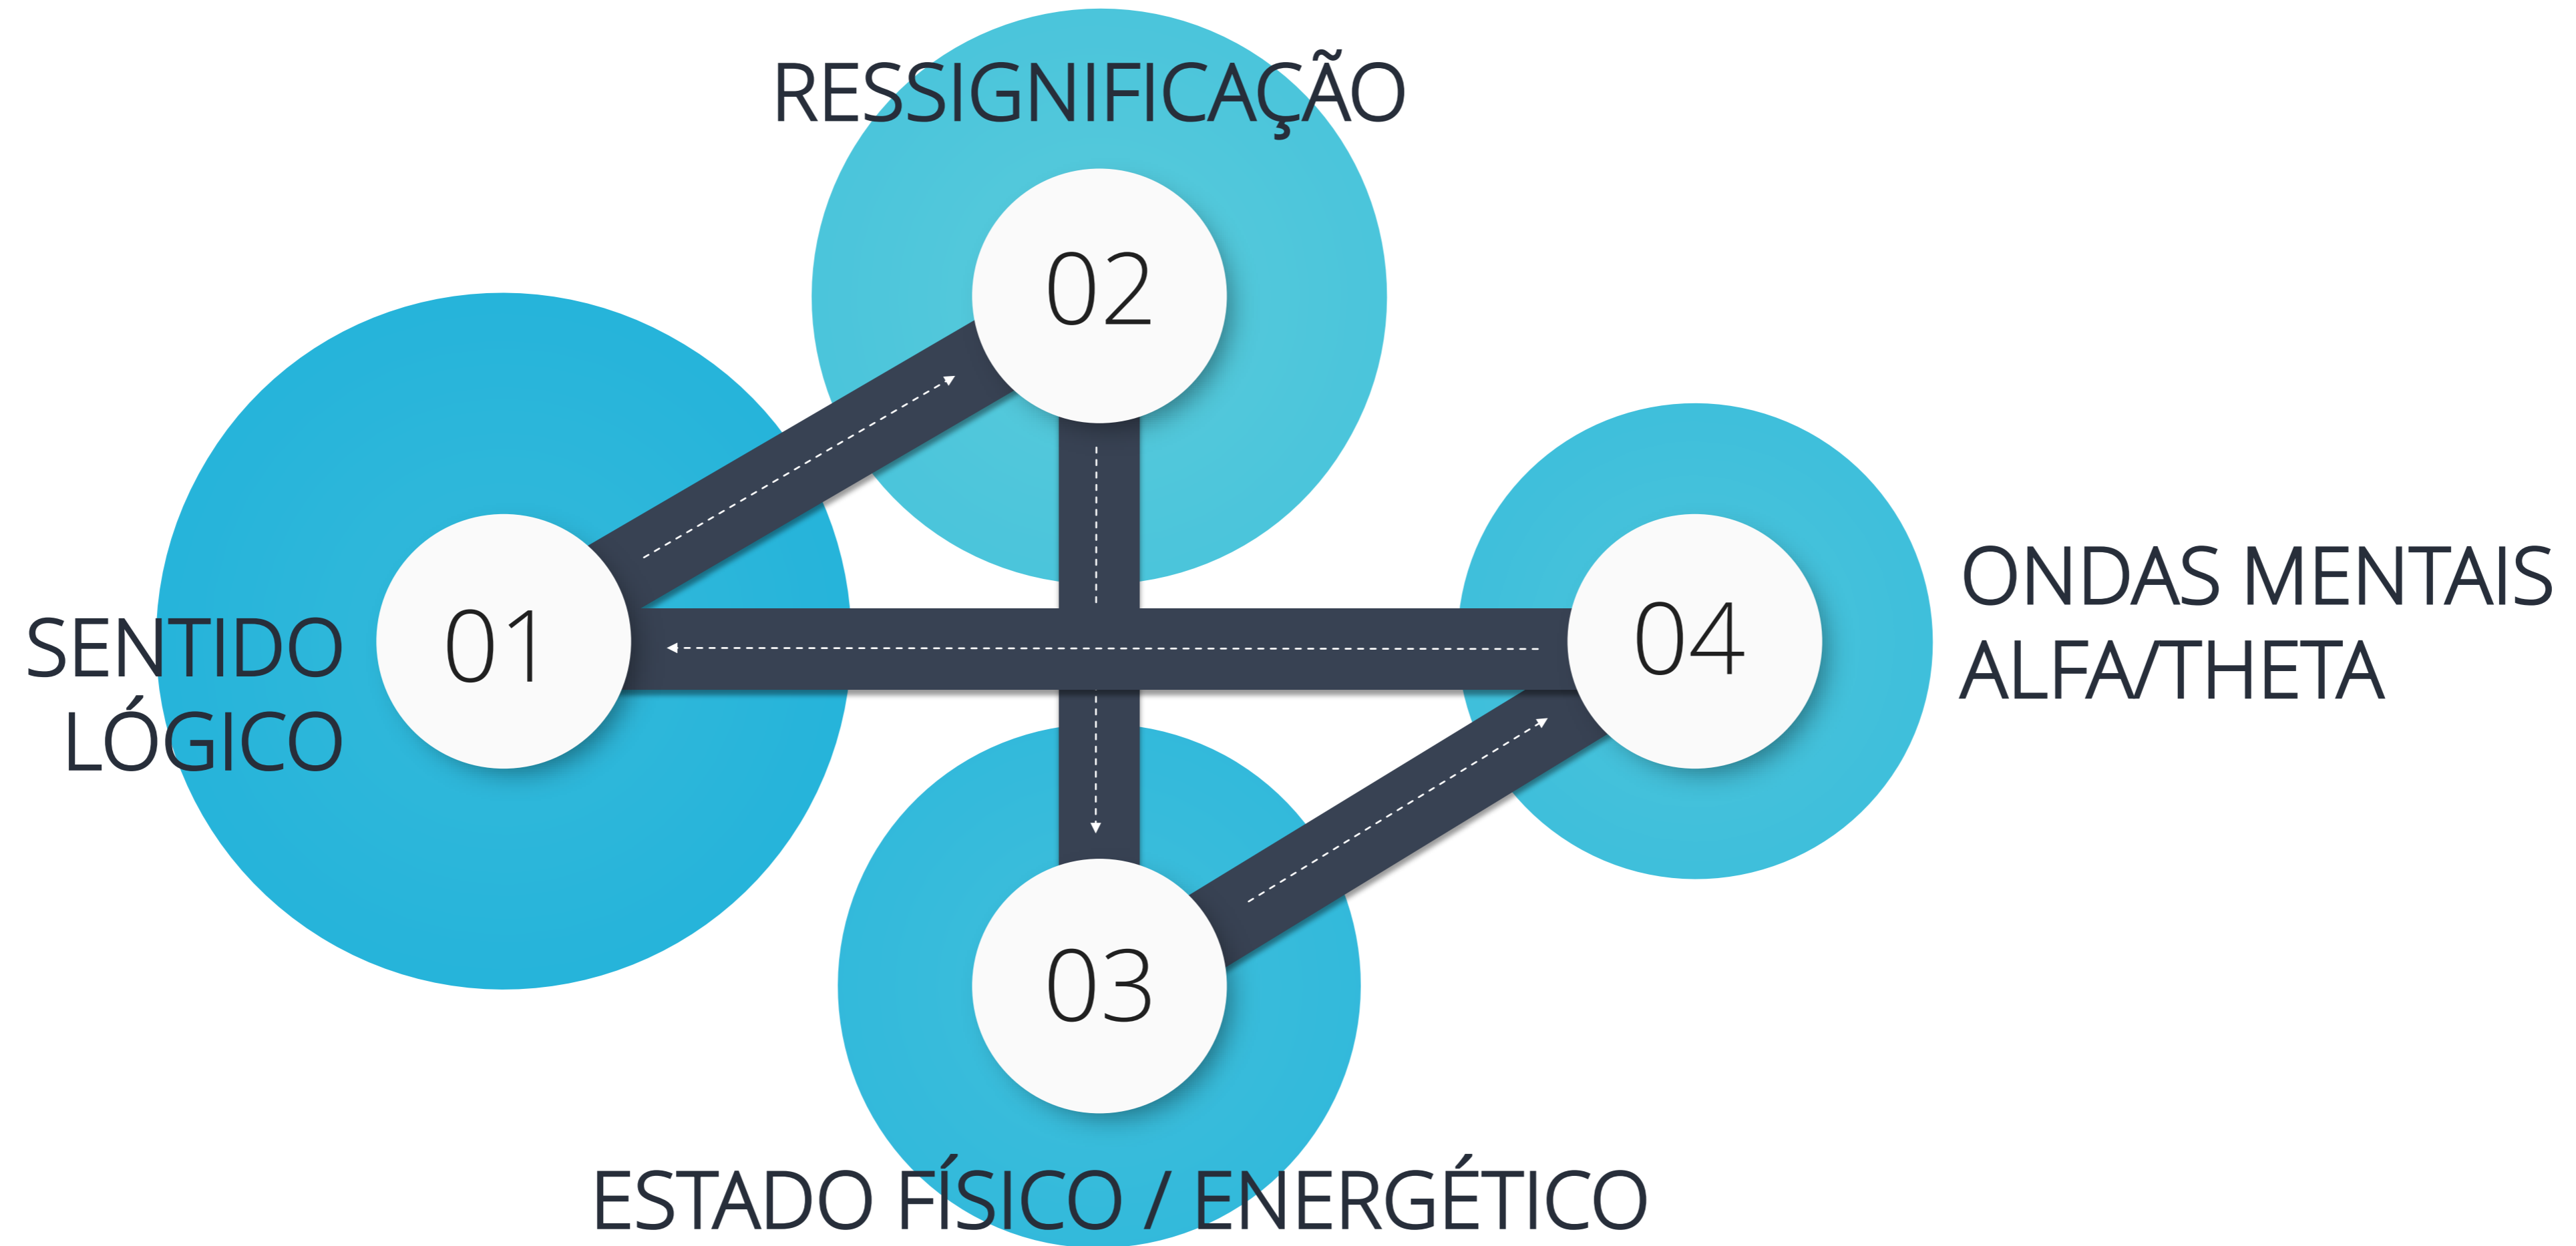 RESSIGNIFICAÇÃO
02
SENTIDO
LÓGICO
01
04
ONDAS MENTAIS
ALFA/THETA
03
ESTADO FÍSICO / ENERGÉTICO